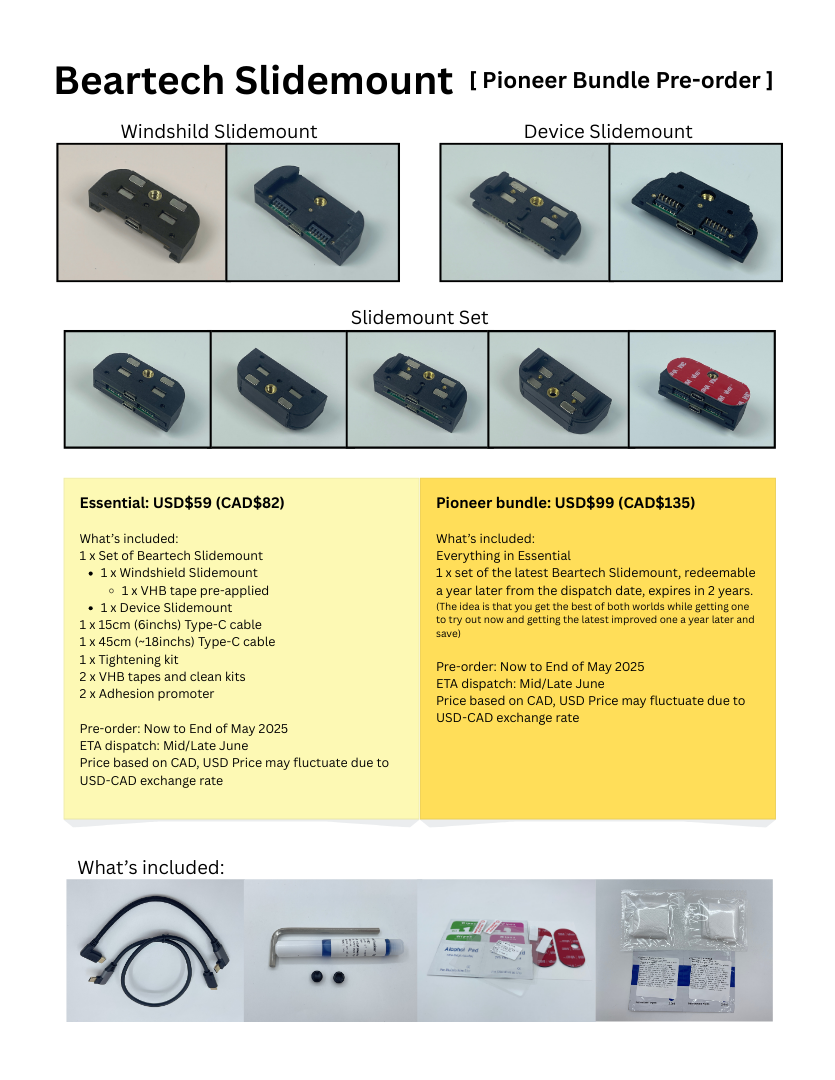 Beartech Slidemount [ Pioneer Bundle Pre-order ]
Windshild Slidemount
Device Slidemount
Slidemount Set
Essential: USD$59 (CAD$82)
What's included:
1 x Set of Beartech Slidemount
• 1 x Windshield Slidemount
◦ 1 x VHB tape pre-applied
• 1 x Device Slidemount
1 x 15cm (6inchs) Type-C cable
1 x 45cm (~18inchs) Type-C cable
1 x Tightening kit
2 x VHB tapes and clean kits
2 x Adhesion promoter
Pre-order: Now to End of May 2025
ETA dispatch: Mid/Late June
Price based on CAD, USD Price may fluctuate due to
USD-CAD exchange rate
Pioneer bundle: USD$99 (CAD$135)
What's included:
Everything in Essential
1 x set of the latest Beartech Slidemount, redeemable
a year later from the dispatch date, expires in 2 years.
(The idea is that you get the best of both worlds while getting one
to try out now and getting the latest improved one a year later and
save)
Pre-order: Now to End of May 2025
ETA dispatch: Mid/Late June
Price based on CAD, USD Price may fluctuate due to
USD-CAD exchange rate
What's included:
Alcohol Pad